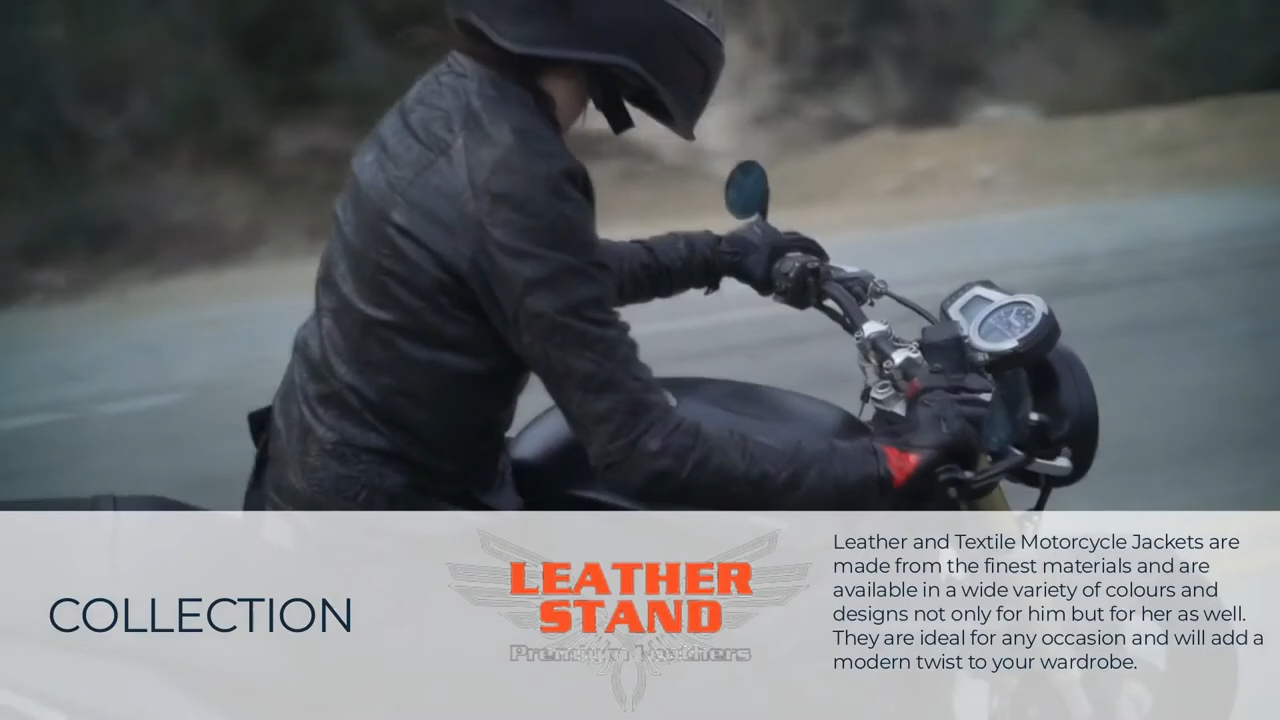 COLLECTION
LEATHER
STAND
Premium Leathers
Leather and Textile Motorcycle Jackets are
made from the finest materials and are
available in a wide variety of colours and
designs not only for him but for her as well.
They are ideal for any occasion and will add a
modern twist to your wardrobe.